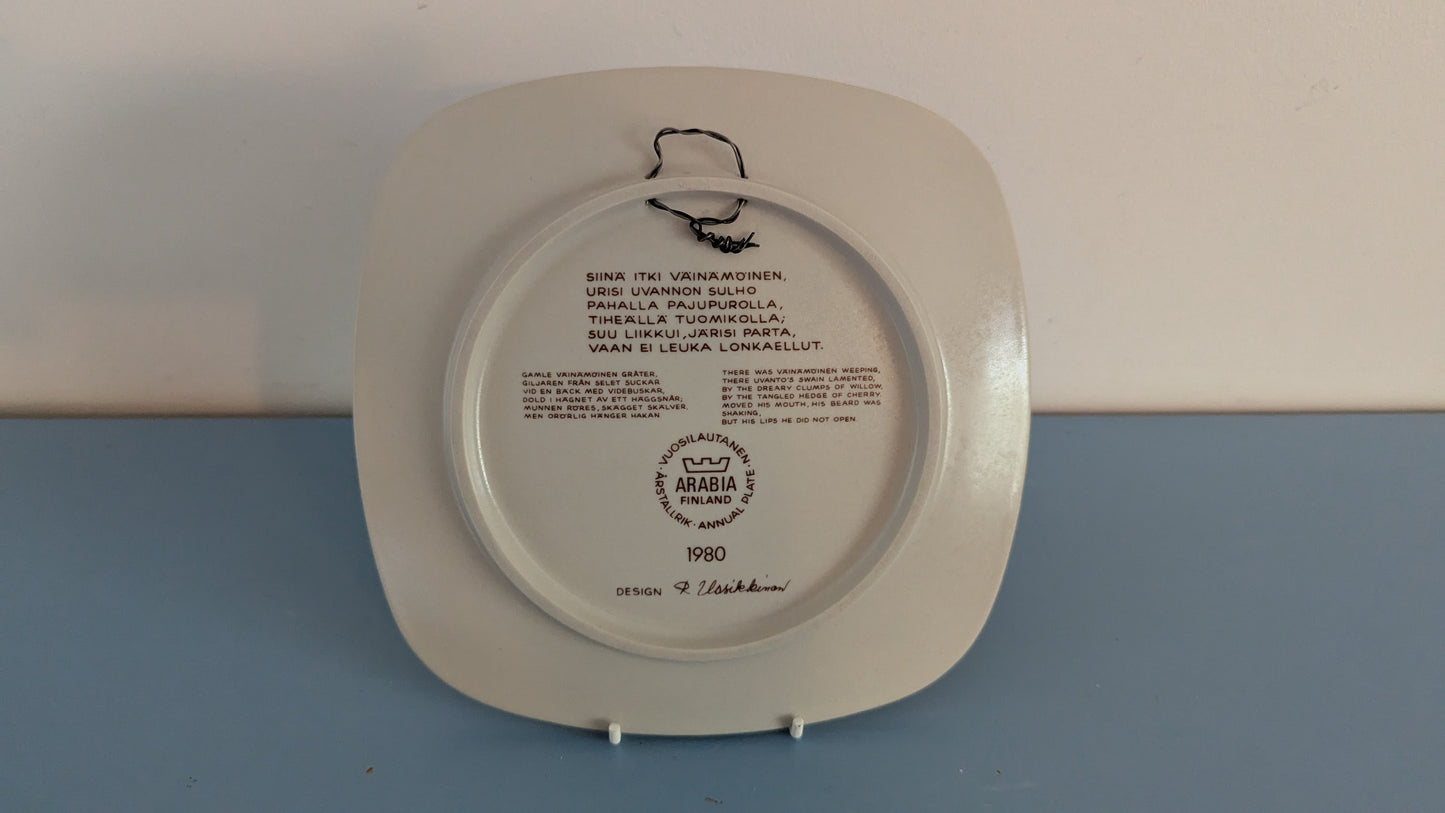 SIINÄ ITKI VÄINÄMÖINEN,
URISI UVANNON SULHO
PAHALLA PAJUPUROLLA,
TIHEÄLLÄ TUOMIKOLLA;
SUU LIIKKUI, JÄRISI PARTA,
VAAN EI LEUKA LONKAELLUT.
GAMLE VÄINÄMÖINEN GRÅTER,
GILJAREN FRÅN SELET SUCKAR
VID EN BÄCK MED VIDEBUSKAR,
DOLD I HÄGNET AV ETT HÄGGSNÅR;
MUNNEN RÖRES, SKÄGGET SKÄLVER,
MEN ORÖRLIG HÄNGER HAKAN.
THERE WAS VÄINÄMÖINEN WEEPING,
THERE UVANTO'S SWAIN LAMENTED,
BY THE DREARY CLUMPS OF WILLOW,
BY THE TANGLED HEDGE OF CHERRY.
MOVED HIS MOUTH, HIS BEARD WAS
SHAKING,
BUT HIS LIPS HE DID NOT OPEN.
VUOSILAUTANEN · ANNUAL PLATE · ÅRSTALLRIK ·
ARABIA
FINLAND
1980
DESIGN R. Uosikkinen